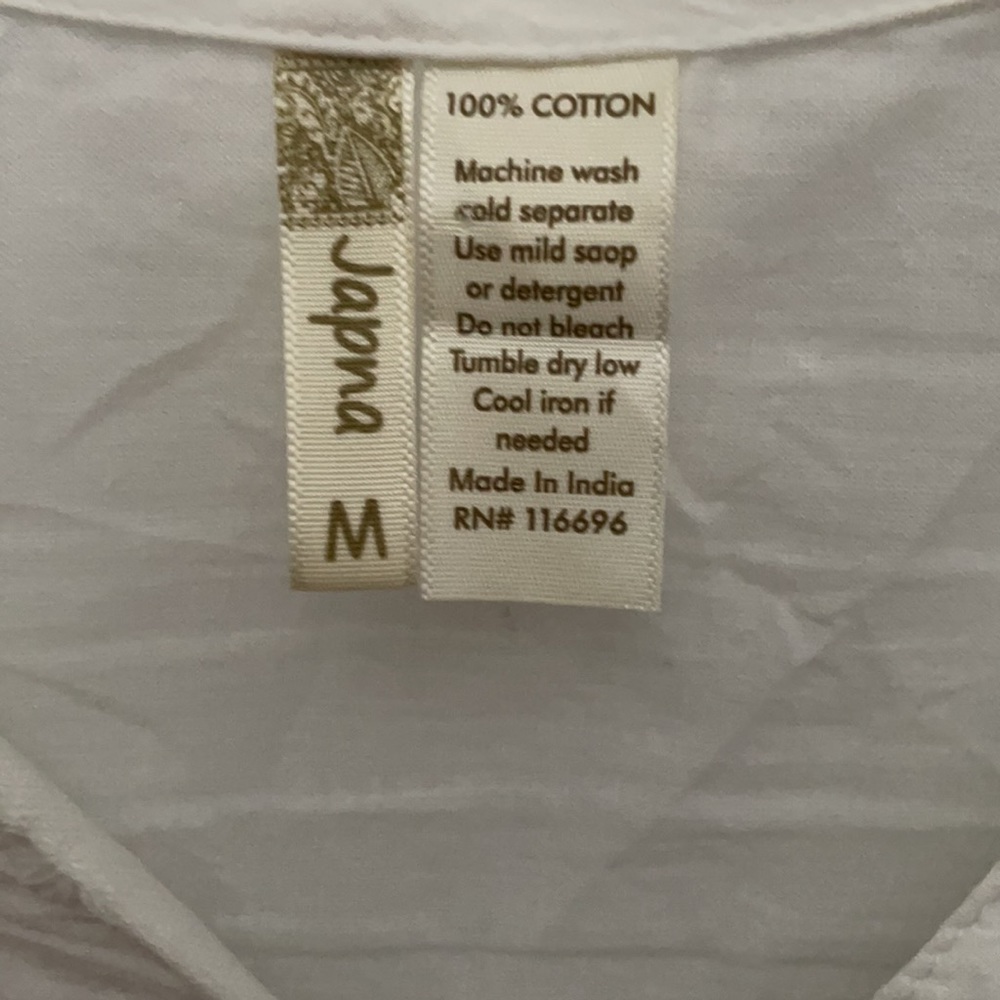 Japna
M
100% COTTON
Machine wash
cold separate
Use mild saop
or detergent
Do not bleach
Tumble dry low
Cool iron if
needed
Made In India
RN# 116696